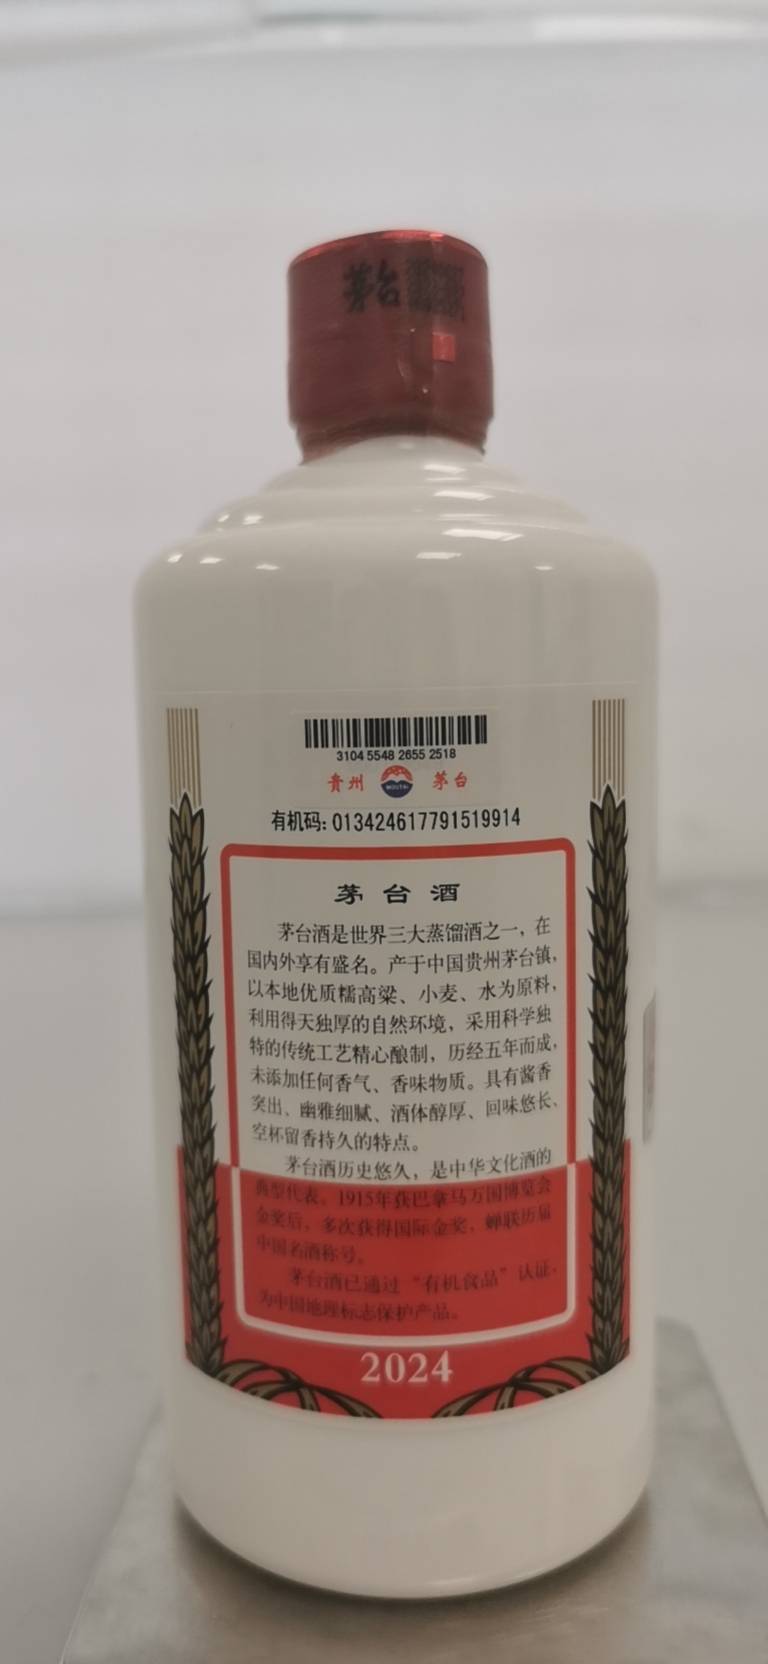 茅台
3104 5548 2655 2518
贵州 MOUTAI 茅台
有机码: 013424617791519914
茅台酒
茅台酒是世界三大蒸馏酒之一，在
国内外享有盛名。产于中国贵州茅台镇，
以本地优质糯高粱、小麦、水为原料，
利用得天独厚的自然环境，采用科学独
特的传统工艺精心酿制，历经五年而成，
未添加任何香气、香味物质。具有酱香
突出、幽雅细腻、酒体醇厚、回味悠长、
空杯留香持久的特点。
茅台酒历史悠久，是中华文化酒的
典型代表。1915年获巴拿马万国博览会
金奖后，多次获得国际金奖，蝉联历届
中国名酒称号。
茅台酒已通过“有机食品”认证，
为中国地理标志保护产品。
2024